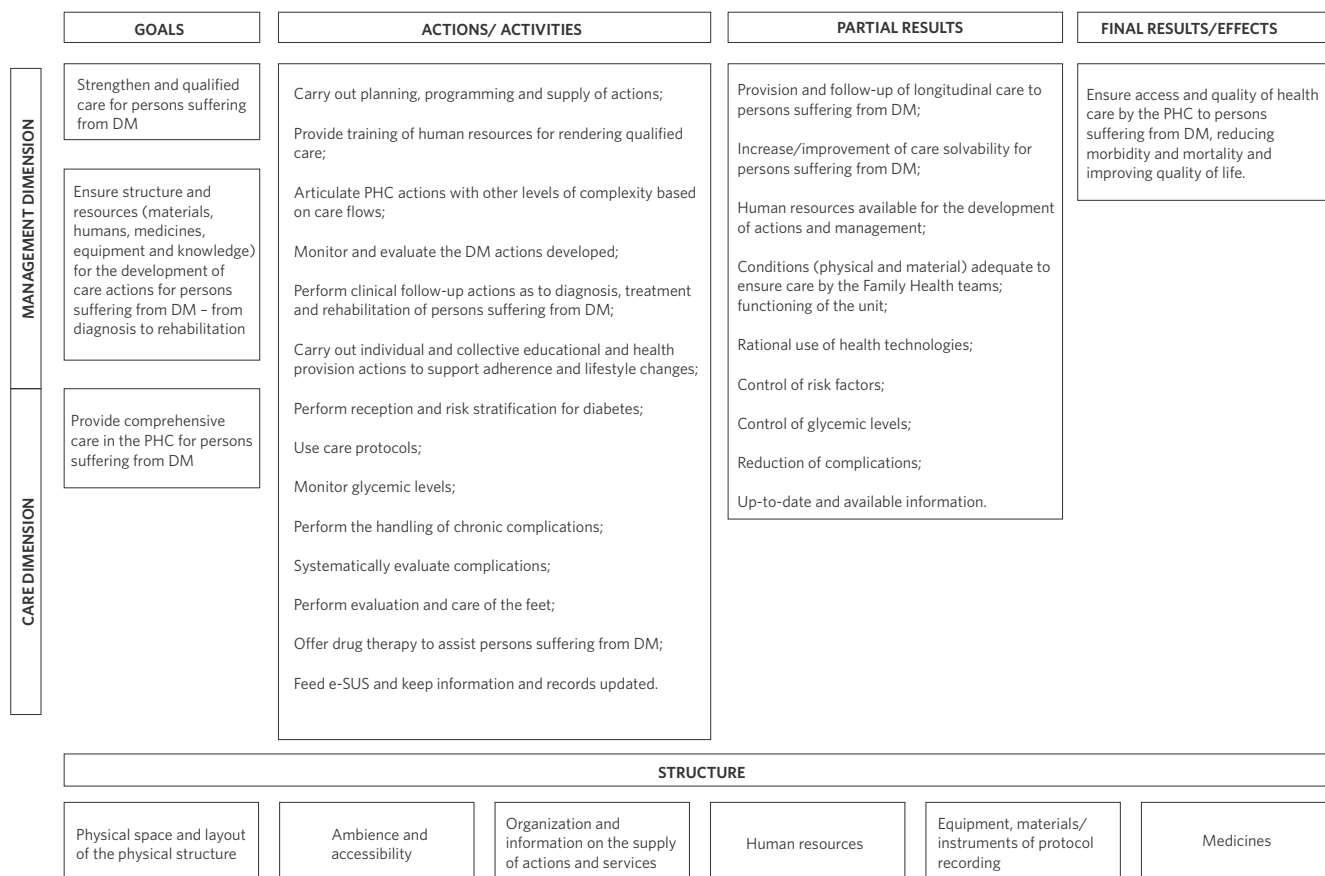 GOALS
ACTIONS/ ACTIVITIES
PARTIAL RESULTS
FINAL RESULTS/EFFECTS
MANAGEMENT DIMENSION
Strengthen and qualified
care for persons suffering
from DM
Ensure structure and
resources (materials,
humans, medicines,
equipment and knowledge)
for the development of
care actions for persons
suffering from DM – from
diagnosis to rehabilitation
CARE DIMENSION
Provide comprehensive
care in the PHC for persons
suffering from DM
Carry out planning, programming and supply of actions;
Provide training of human resources for rendering qualified
care;
Articulate PHC actions with other levels of complexity based
on care flows;
Monitor and evaluate the DM actions developed;
Perform clinical follow-up actions as to diagnosis, treatment
and rehabilitation of persons suffering from DM;
Carry out individual and collective educational and health
provision actions to support adherence and lifestyle changes;
Perform reception and risk stratification for diabetes;
Use care protocols;
Monitor glycemic levels;
Perform the handling of chronic complications;
Systematically evaluate complications;
Perform evaluation and care of the feet;
Offer drug therapy to assist persons suffering from DM;
Feed e-SUS and keep information and records updated.
Provision and follow-up of longitudinal care to
persons suffering from DM;
Increase/improvement of care solvability for
persons suffering from DM;
Human resources available for the development
of actions and management;
Conditions (physical and material) adequate to
ensure care by the Family Health teams;
functioning of the unit;
Rational use of health technologies;
Control of risk factors;
Control of glycemic levels;
Reduction of complications;
Up-to-date and available information.
Ensure access and quality of health
care by the PHC to persons
suffering from DM, reducing
morbidity and mortality and
improving quality of life.
STRUCTURE
Physical space and layout
of the physical structure
Ambience and
accessibility
Organization and
information on the supply
of actions and services
Human resources
Equipment, materials/
instruments of protocol
recording
Medicines